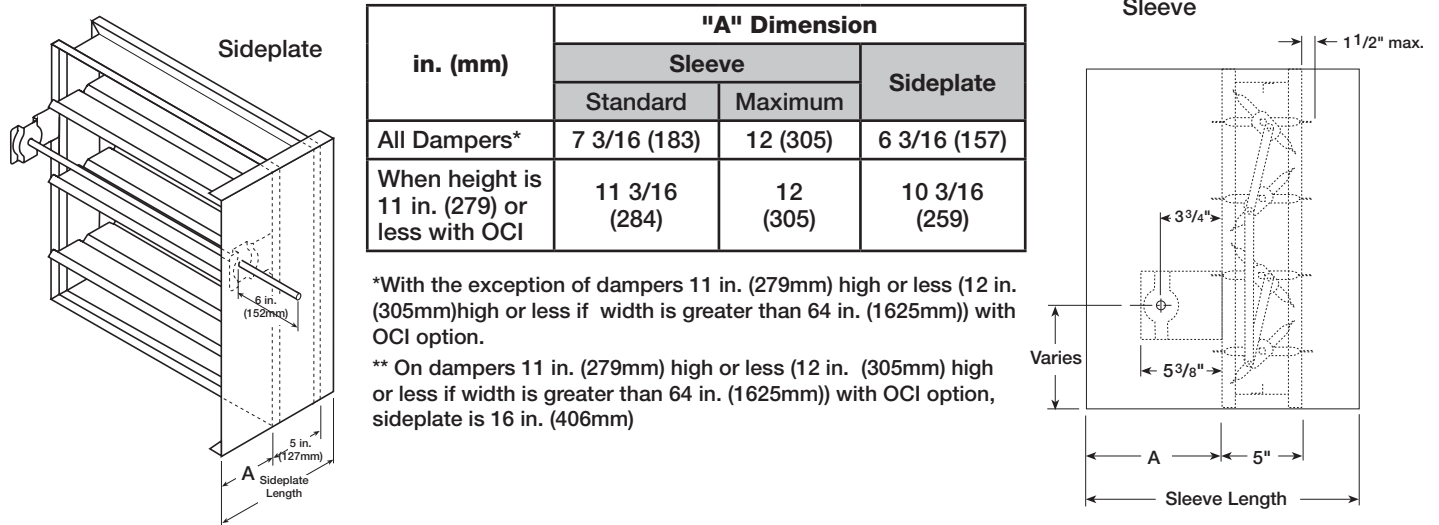 Sideplate
6 in.
(152mm)
5 in.
(127mm)
A
Sideplate
Length
in. (mm)
"A" Dimension
Sleeve
Sideplate
Standard
Maximum
All Dampers*
7 3/16 (183)
12 (305)
6 3/16 (157)
When height is
11 in. (279) or
less with OCI
11 3/16
(284)
12
(305)
10 3/16
(259)
*With the exception of dampers 11 in. (279mm) high or less (12 in.
(305mm)high or less if width is greater than 64 in. (1625mm)) with
OCI option.
** On dampers 11 in. (279mm) high or less (12 in. (305mm) high
or less if width is greater than 64 in. (1625mm)) with OCI option,
sideplate is 16 in. (406mm)
Sleeve
1 1/2" max.
3 3/4"
Varies
5 3/8"
A
5"
Sleeve Length